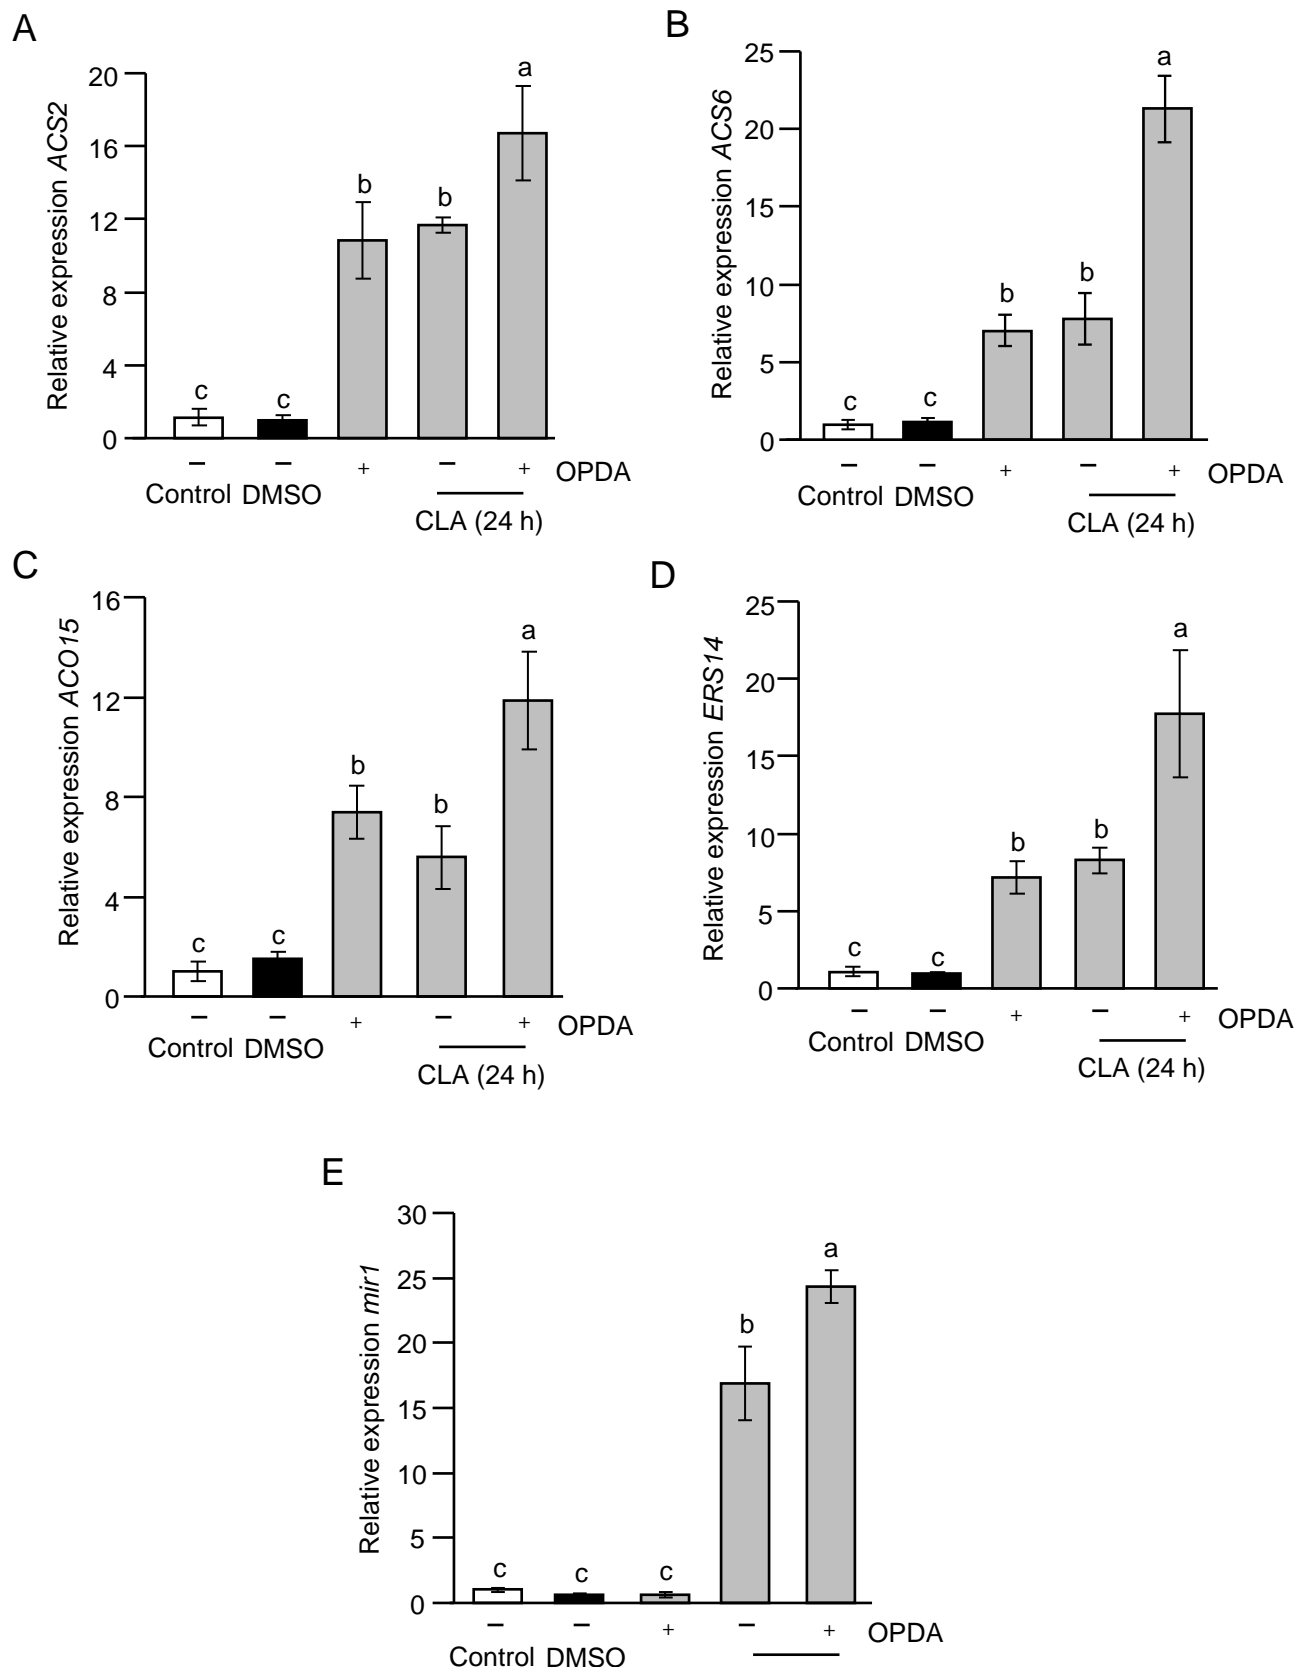 A
Relative expression ACS2
20
16
12
8
4
0
c
c
b
b
a
– – + – + OPDA
Control DMSO
CLA (24 h)
B
Relative expression ACS6
25
20
15
10
5
0
c
c
b
b
a
– – + – + OPDA
Control DMSO
CLA (24 h)
C
Relative expression ACO15
16
12
8
4
0
c
c
b
b
a
– – + – + OPDA
Control DMSO
CLA (24 h)
D
Relative expression ERS14
25
20
15
10
5
0
c
c
b
b
a
– – + – + OPDA
Control DMSO
CLA (24 h)
E
Relative expression mir1
30
25
20
15
10
5
0
c
c
c
b
a
– – + – + OPDA
Control DMSO